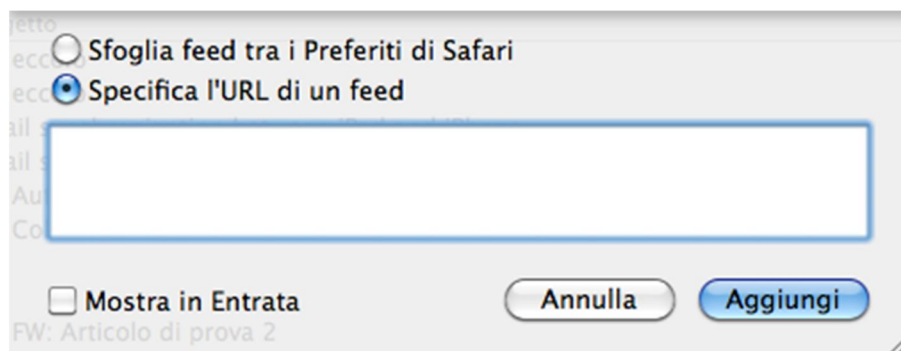 getto
Sfoglia feed tra i Preferiti di Safari
Specifica l'URL di un feed
Mostra in Entrata
Annulla
Aggiungi
FW: Articolo di prova 2